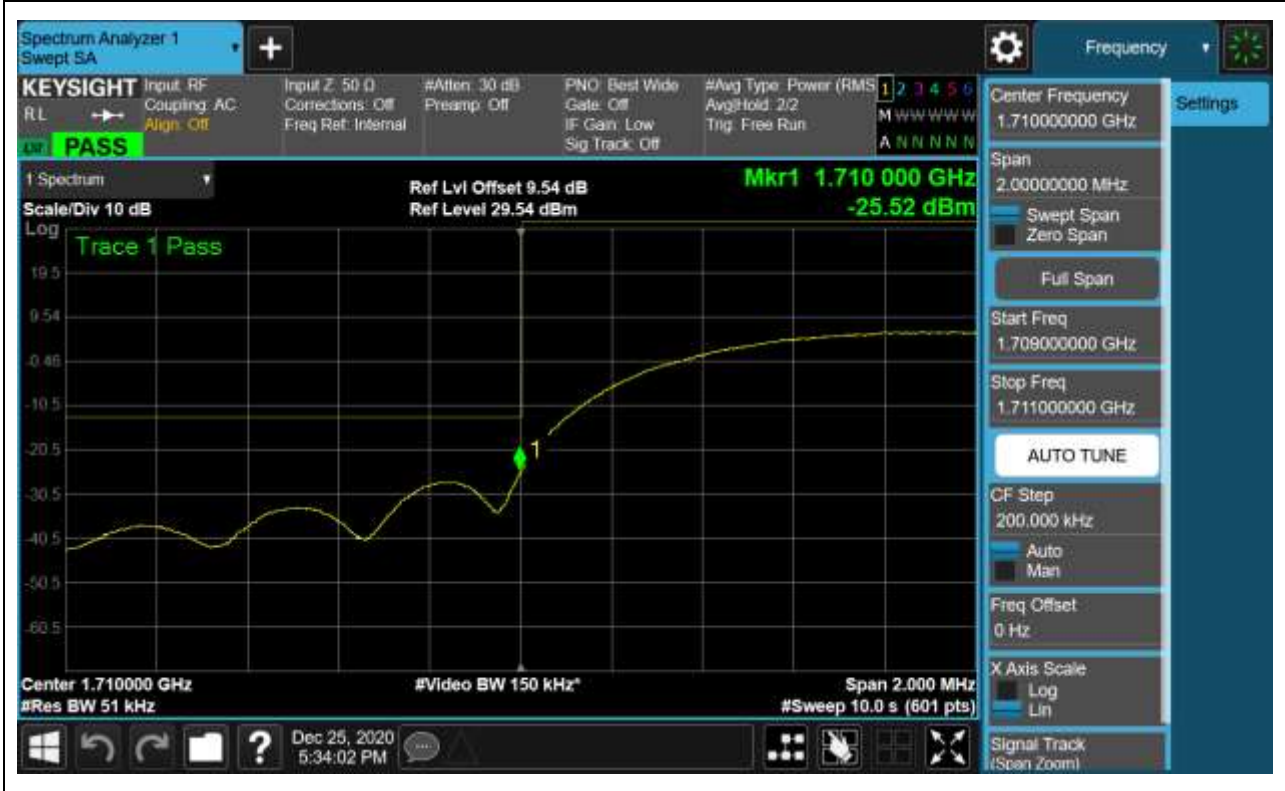 Spectrum Analyzer 1
Swept SA
+
Frequency
KEYSIGHT
RL
PASS
Input: RF
Coupling: AC
Align: Off
Input Z: 50 Ω
Corrections: Off
Freq Ref: Internal
#Atten: 30 dB
Preamp: Off
PNO: Best Wide
Gate: Off
IF Gain: Low
Sig Track: Off
#Avg Type: Power (RMS
Avg|Hold: 2/2
Trig: Free Run
1 2 3 4 5 6
M W W W W W
A N N N N N
1 Spectrum
Scale/Div 10 dB
Ref Lvl Offset 9.54 dB
Ref Level 29.54 dBm
Mkr1 1.710 000 GHz
-25.52 dBm
Log
Trace 1 Pass
19.5
9.54
-0.46
-10.5
-20.5
-30.5
-40.5
-50.5
-60.5
1
Center 1.710000 GHz
#Res BW 51 kHz
#Video BW 150 kHz*
Span 2.000 MHz
#Sweep 10.0 s (601 pts)
?
Dec 25, 2020
5:34:02 PM
Center Frequency
1.710000000 GHz
Span
2.00000000 MHz
Swept Span
Zero Span
Full Span
Start Freq
1.709000000 GHz
Stop Freq
1.711000000 GHz
AUTO TUNE
CF Step
200.000 kHz
Auto
Man
Freq Offset
0 Hz
X Axis Scale
Log
Lin
Signal Track
(Span Zoom)
Settings